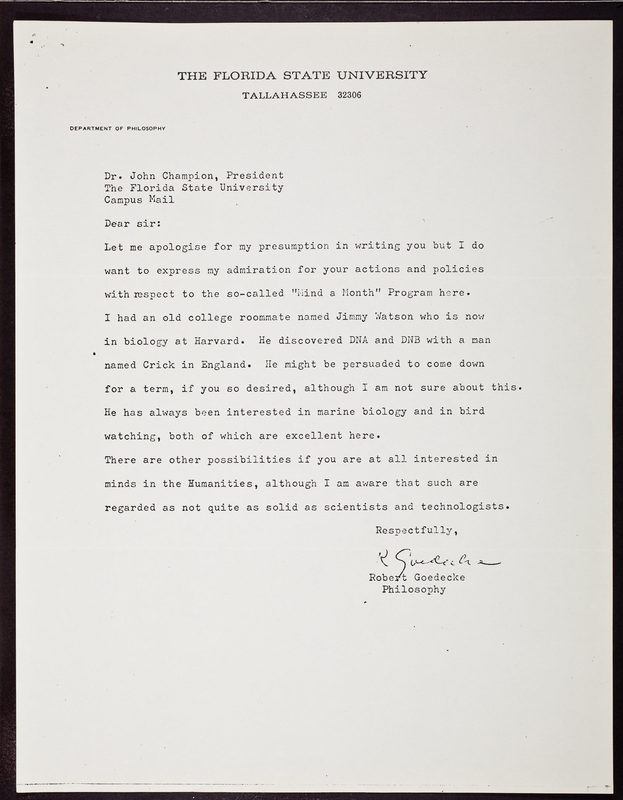 THE FLORIDA STATE UNIVERSITY
TALLAHASSEE 32306
DEPARTMENT OF PHILOSOPHY
Dr. John Champion, President
The Florida State University
Campus Mail
Dear sir:
Let me apologise for my presumption in writing you but I do
want to express my admiration for your actions and policies
with respect to the so-called "Mind a Month" Program here.
I had an old college roommate named Jimmy Watson who is now
in biology at Harvard. He discovered DNA and DNB with a man
named Crick in England. He might be persuaded to come down
for a term, if you so desired, although I am not sure about this.
He has always been interested in marine biology and in bird
watching, both of which are excellent here.
There are other possibilities if you are at all interested in
minds in the Humanities, although I am aware that such are
regarded as not quite as solid as scientists and technologists.
Respectfully,
R Goedecke
Robert Goedecke
Philosophy